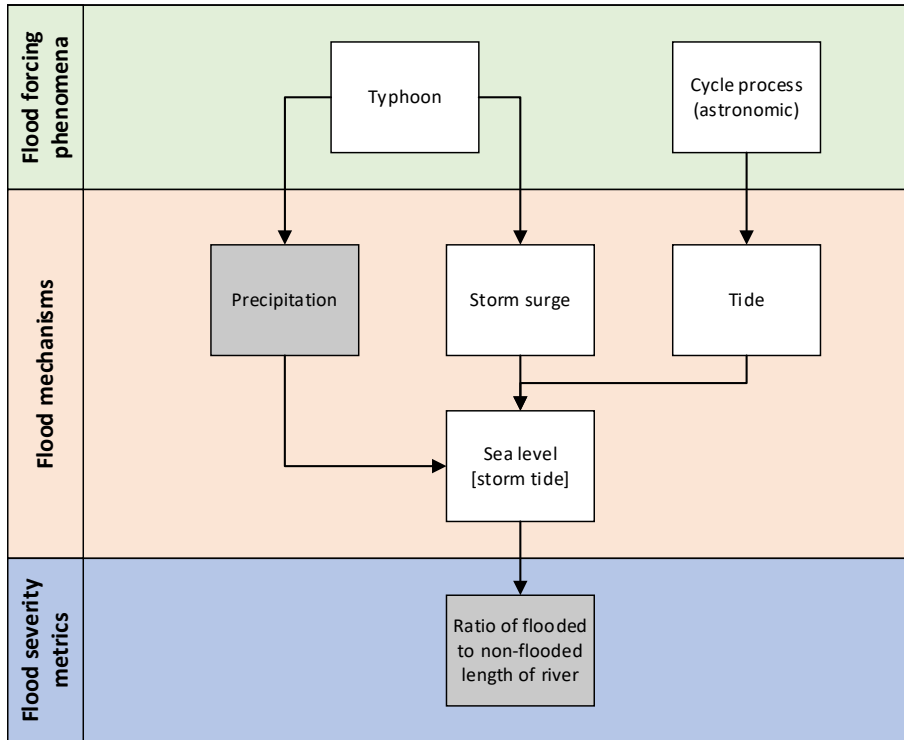 Flood forcing
phenomena
Typhoon
Cycle process
(astronomic)
Flood mechanisms
Precipitation
Storm surge
Tide
Sea level
[storm tide]
Flood severity
metrics
Ratio of flooded
to non-flooded
length of river